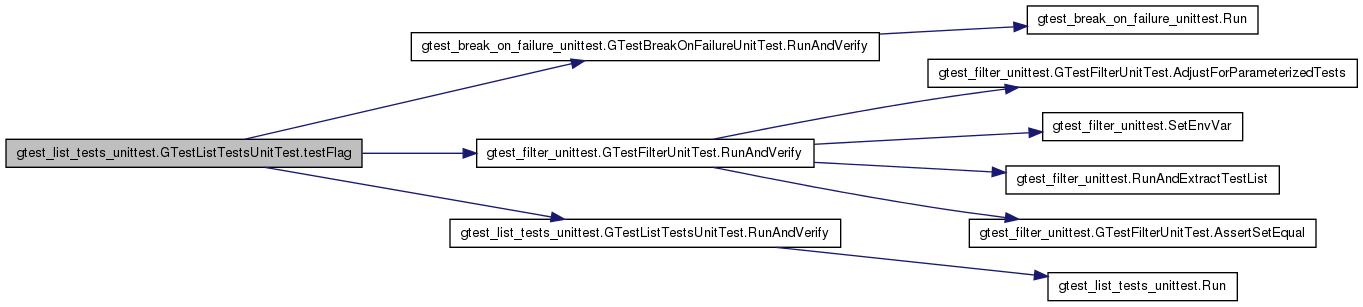 gtest_break_on_failure_unittest.Run
gtest_break_on_failure_unittest.GTestBreakOnFailureUnitTest.RunAndVerify
gtest_filter_unittest.GTestFilterUnitTest.AdjustForParameterizedTests
gtest_filter_unittest.SetEnvVar
gtest_list_tests_unittest.GTestListTestsUnitTest.testFlag
gtest_filter_unittest.GTestFilterUnitTest.RunAndVerify
gtest_filter_unittest.RunAndExtractTestList
gtest_list_tests_unittest.GTestListTestsUnitTest.RunAndVerify
gtest_filter_unittest.GTestFilterUnitTest.AssertSetEqual
gtest_list_tests_unittest.Run